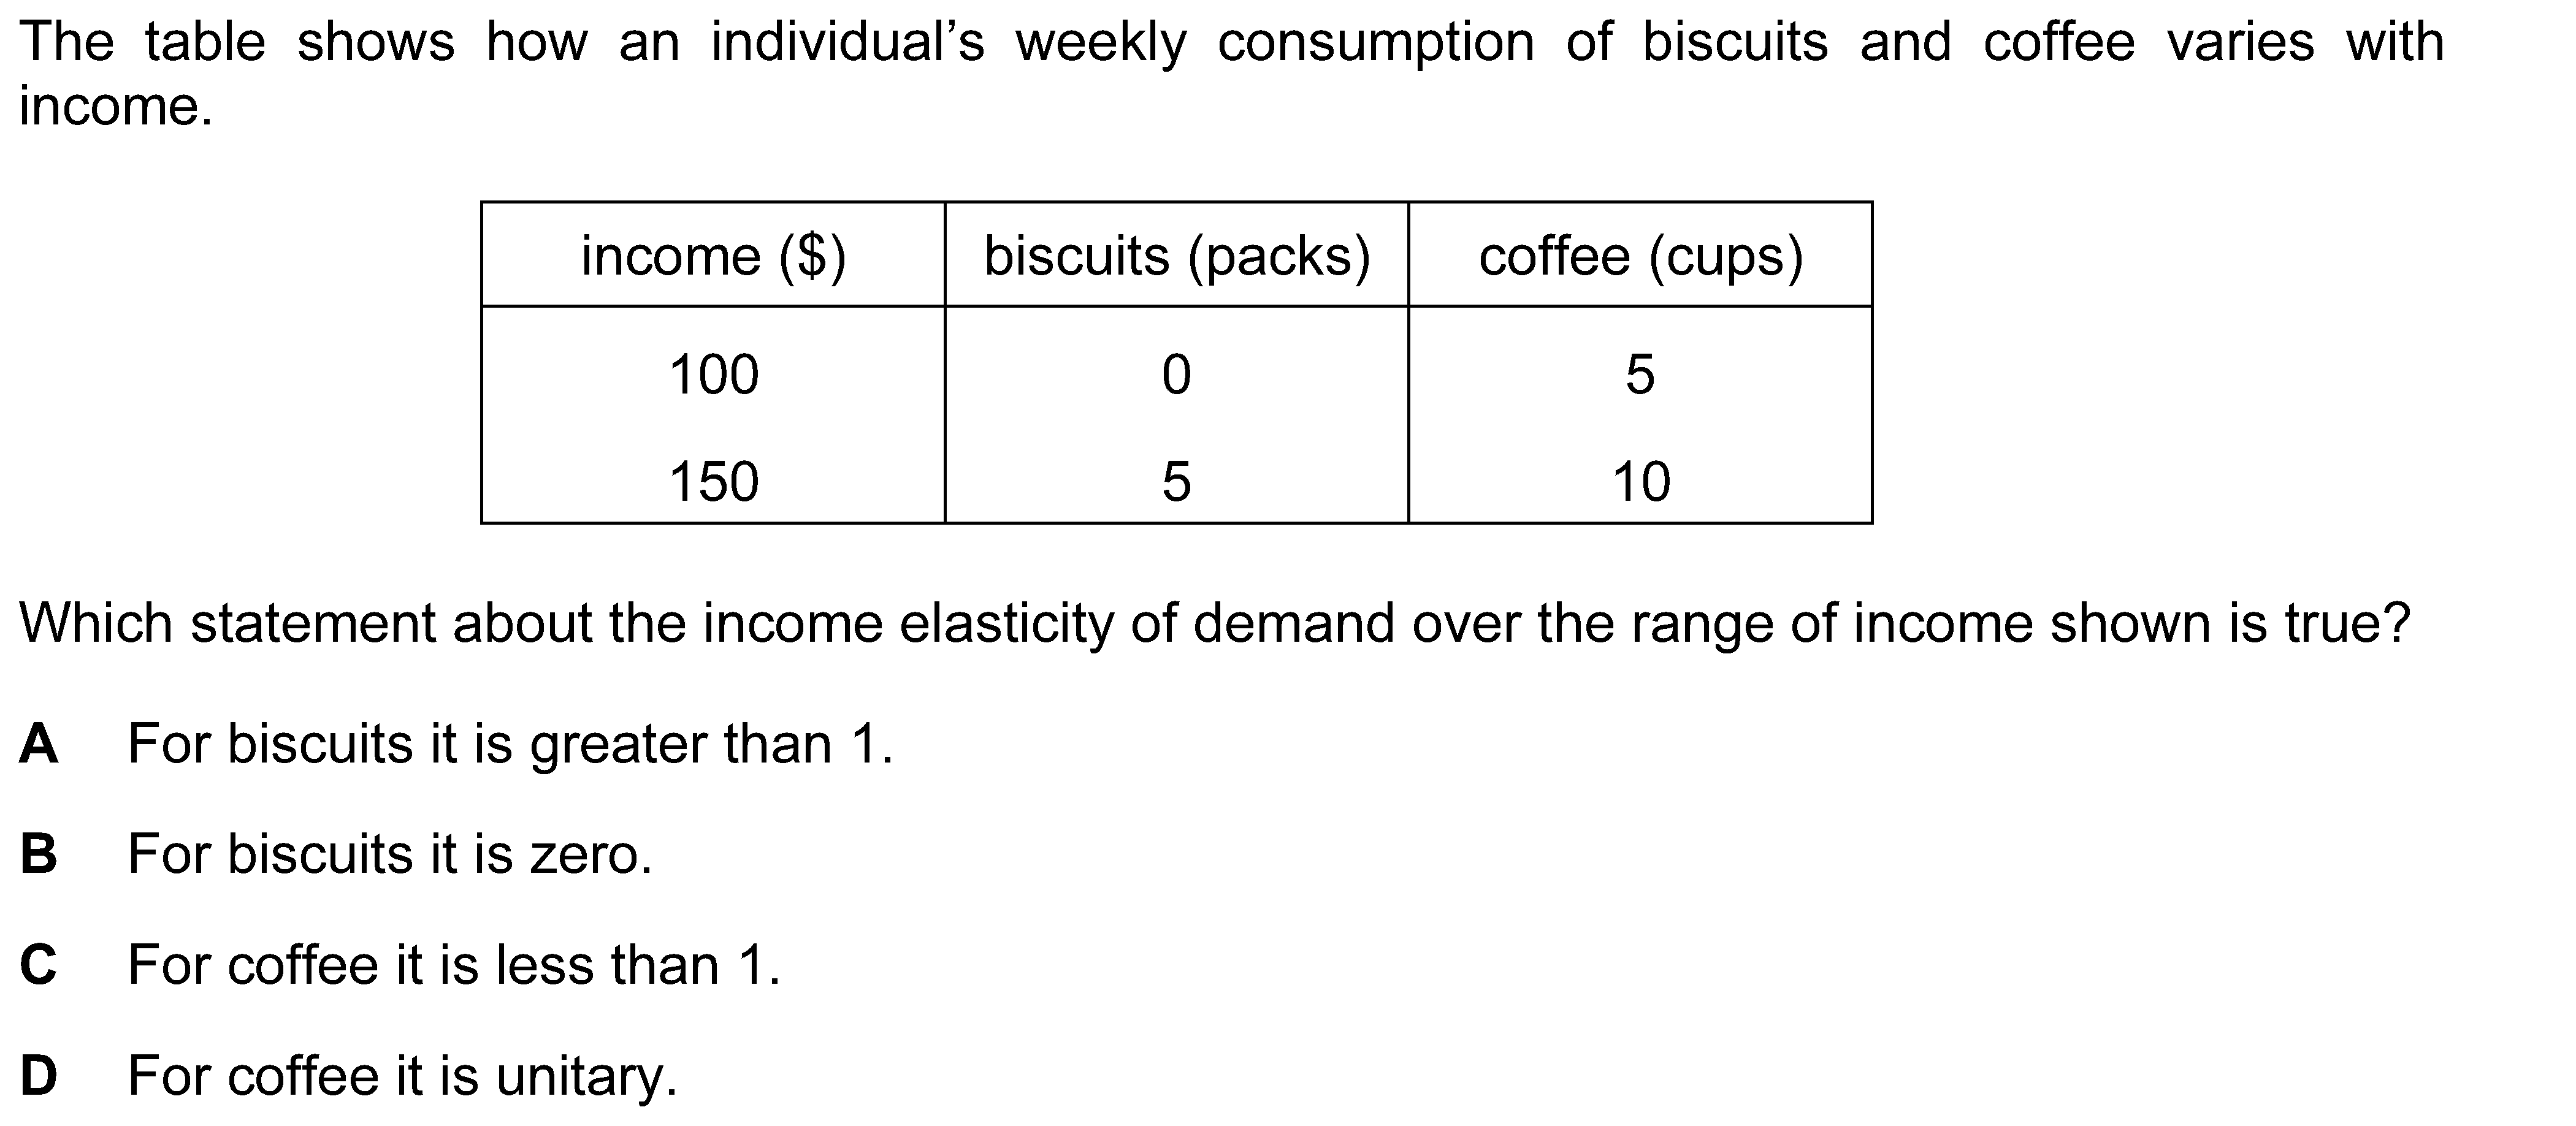 The table shows how an individual’s weekly consumption of biscuits and coffee varies with
income.
income ($) biscuits (packs) coffee (cups)
100 0 5
150 5 10
Which statement about the income elasticity of demand over the range of income shown is true?
A For biscuits it is greater than 1.
B For biscuits it is zero.
C For coffee it is less than 1.
D For coffee it is unitary.